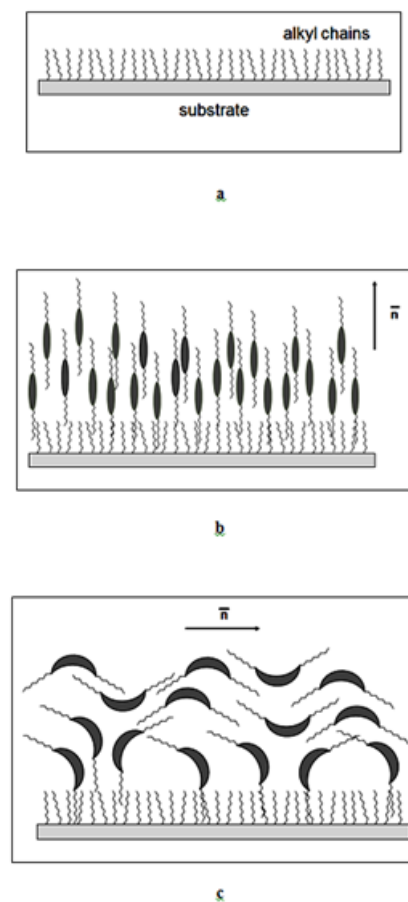 alkyl chains
substrate
a
n̅
b
n̅
c